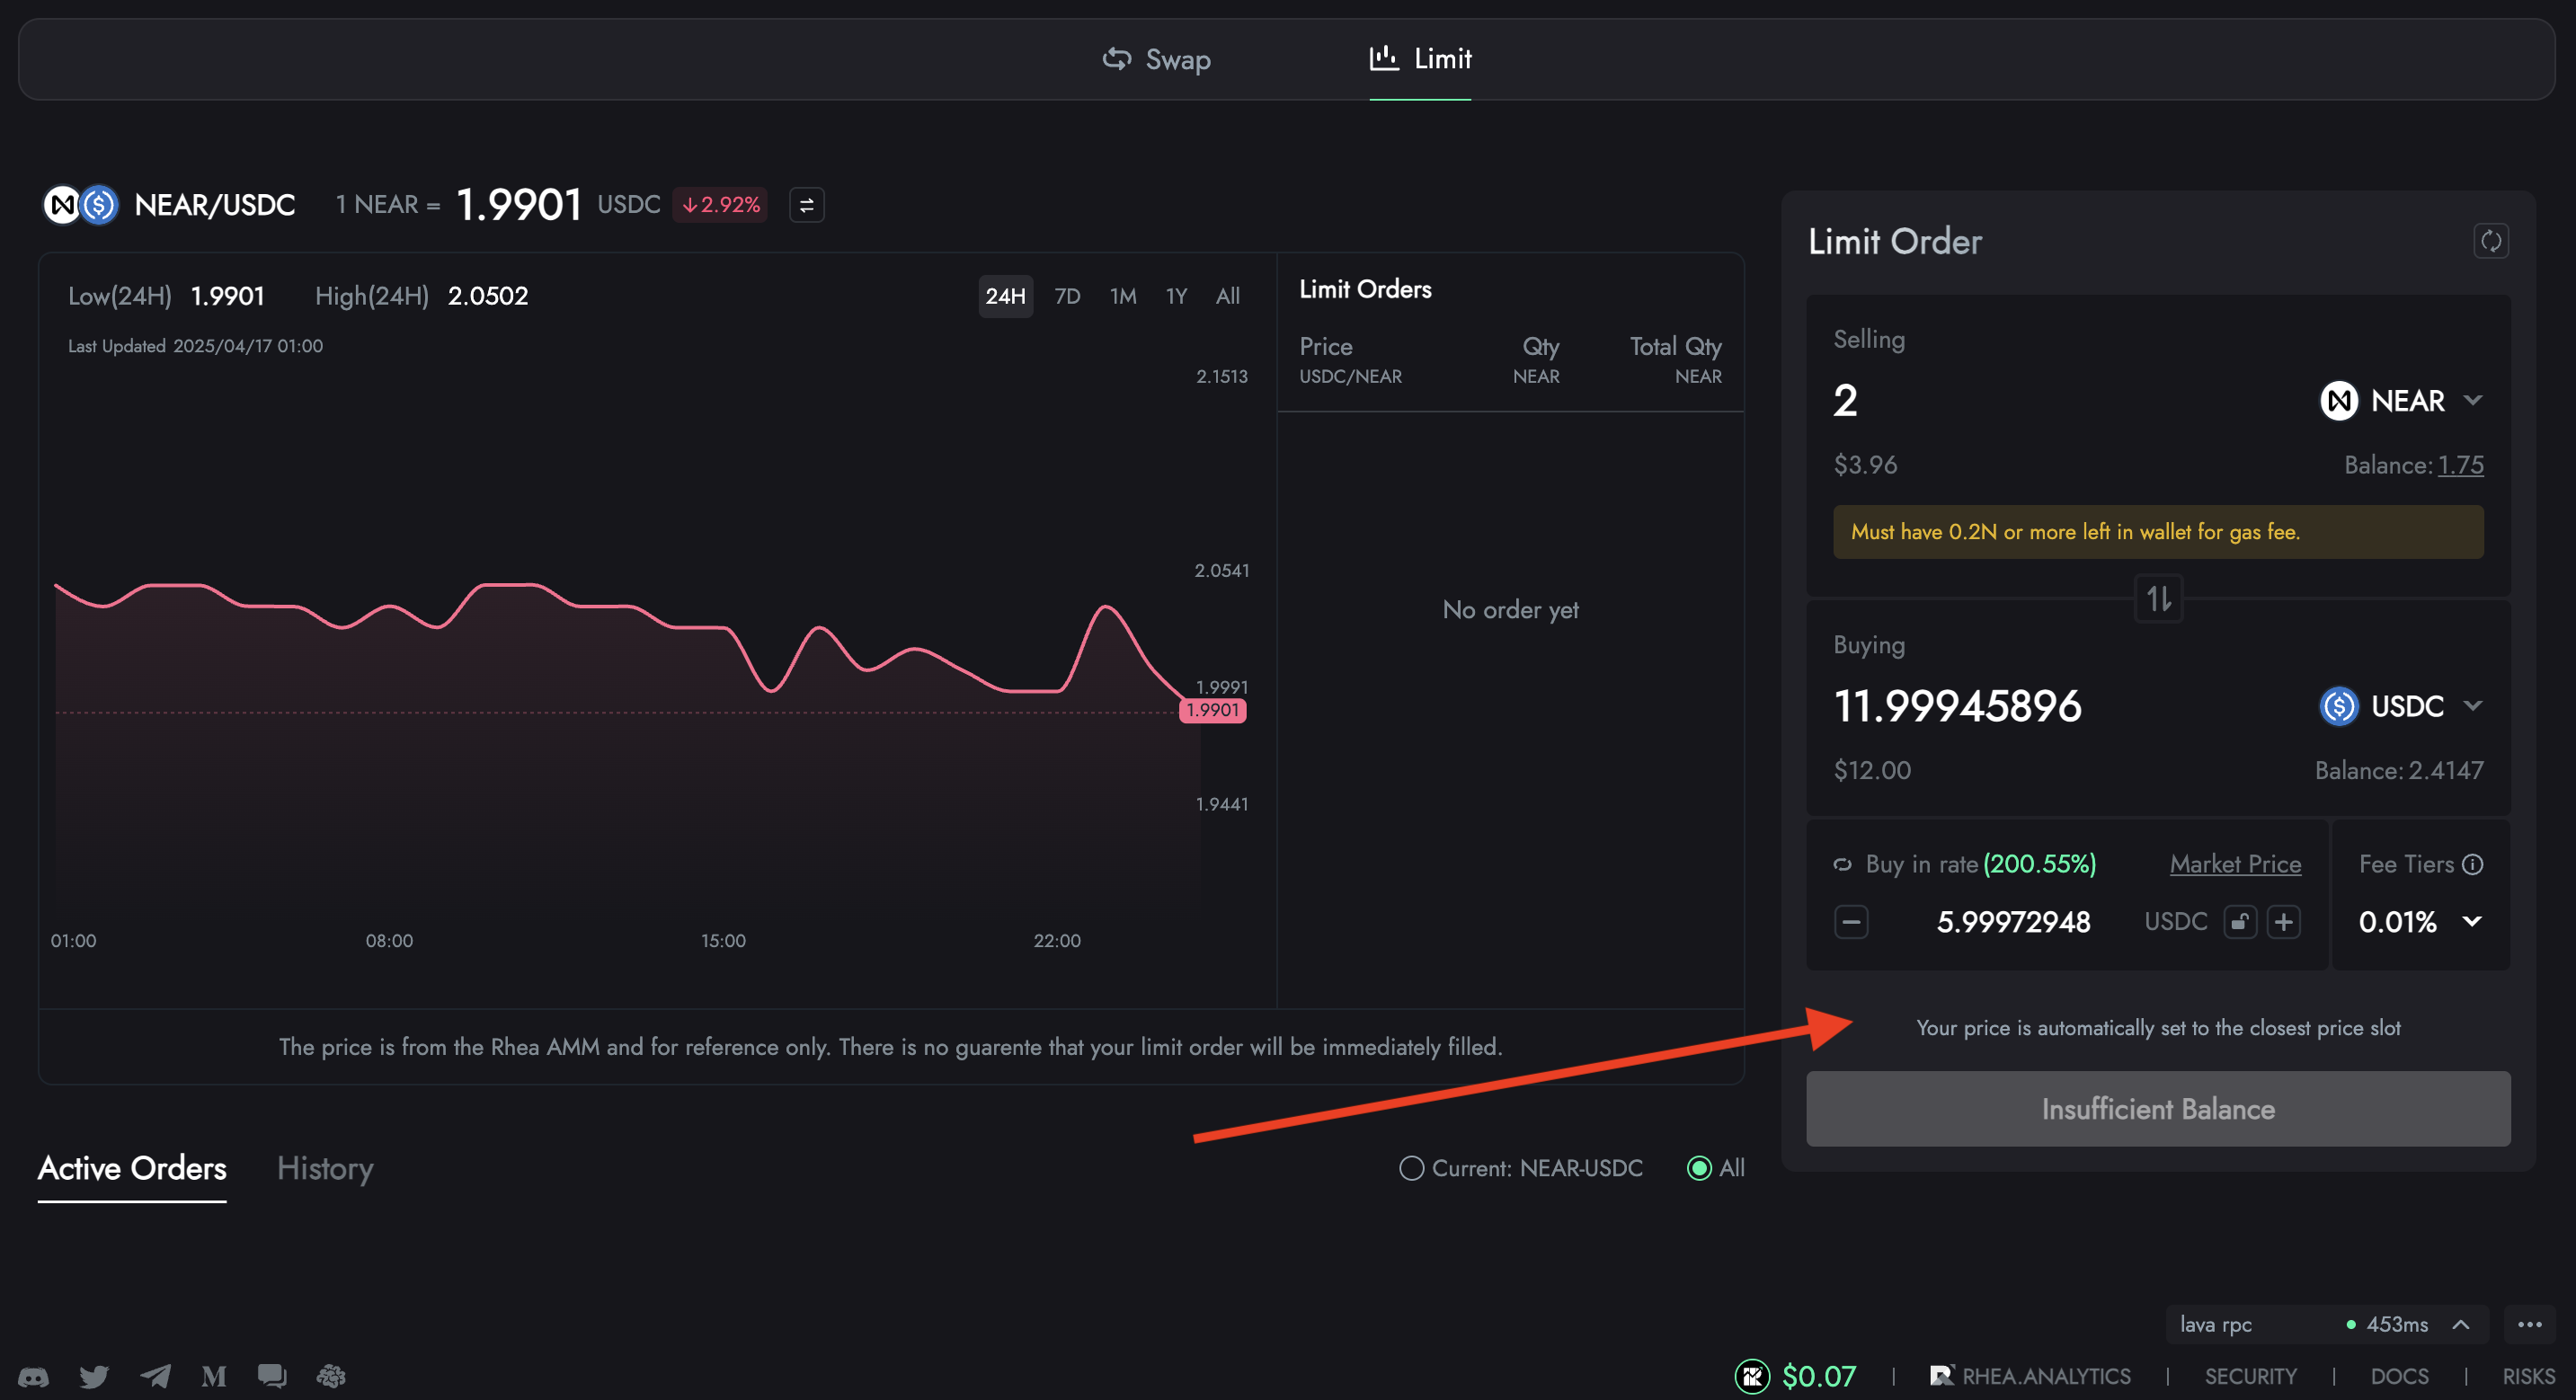 Swap
Limit
NEAR/USDC 1 NEAR = 1.9901 USDC ↓2.92%
Low(24H) 1.9901 High(24H) 2.0502
24H 7D 1M 1Y All
Last Updated 2025/04/17 01:00
2.1513
2.0541
1.9991
1.9901
1.9441
01:00 08:00 15:00 22:00
Limit Orders
Price Qty Total Qty
USDC/NEAR NEAR NEAR
No order yet
The price is from the Rhea AMM and for reference only. There is no guarente that your limit order will be immediately filled.
Limit Order
Selling
2 NEAR
$3.96 Balance: 1.75
Must have 0.2N or more left in wallet for gas fee.
Buying
11.99945896 USDC
$12.00 Balance: 2.4147
Buy in rate (200.55%) Market Price
5.99972948 USDC
Fee Tiers
0.01%
Your price is automatically set to the closest price slot
Insufficient Balance
Active Orders History
Current: NEAR-USDC All
lava rpc 453ms
$0.07 | RHEA.ANALYTICS | SECURITY | DOCS | RISKS